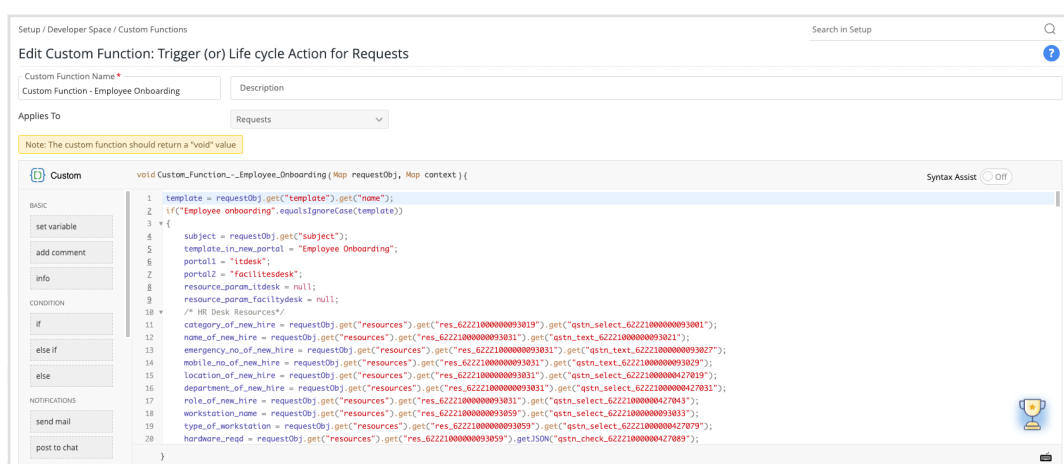 Setup / Developer Space / Custom Functions
Search in Setup
Edit Custom Function: Trigger (or) Life cycle Action for Requests
?
Custom Function Name *
Custom Function - Employee Onboarding
Description
Applies To
Requests
Note: The custom function should return a "void" value
Custom
void Custom_Function_-_Employee_Onboarding ( Map requestObj, Map context ) {
Syntax Assist Off
BASIC
set variable
add comment
info
CONDITION
if
else if
else
NOTIFICATIONS
send mail
post to chat
1 template = requestObj.get("template").get("name");
2 if("Employee onboarding".equalsIgnoreCase(template))
3 {
4 subject = requestObj.get("subject");
5 template_in_new_portal = "Employee Onboarding";
6 portal1 = "itdesk";
7 portal2 = "facilitesdesk";
8 resource_param_itdesk = null;
9 resource_param_faciltydesk = null;
10 /* HR Desk Resources*/
11 category_of_new_hire = requestObj.get("resources").get("res_62221000000093019").get("qstn_select_62221000000093001");
12 name_of_new_hire = requestObj.get("resources").get("res_62221000000093031").get("qstn_text_62221000000093021");
13 emergency_no_of_new_hire = requestObj.get("resources").get("res_62221000000093031").get("qstn_text_62221000000093027");
14 mobile_no_of_new_hire = requestObj.get("resources").get("res_62221000000093031").get("qstn_text_62221000000093029");
15 location_of_new_hire = requestObj.get("resources").get("res_62221000000093031").get("qstn_select_62221000000427019");
16 department_of_new_hire = requestObj.get("resources").get("res_62221000000093031").get("qstn_select_62221000000427031");
17 role_of_new_hire = requestObj.get("resources").get("res_62221000000093031").get("qstn_select_62221000000427043");
18 workstation_name = requestObj.get("resources").get("res_62221000000093059").get("qstn_select_62221000000093033");
19 type_of_workstation = requestObj.get("resources").get("res_62221000000093059").get("qstn_select_62221000000427079");
20 hardware_reqd = requestObj.get("resources").get("res_62221000000093059").getJSON("qstn_check_62221000000427089");
}